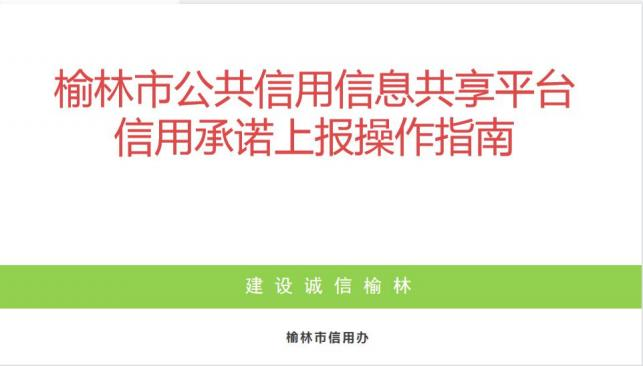 榆林市公共信用信息共享平台
信用承诺上报操作指南
建设诚信榆林
榆林市信用办